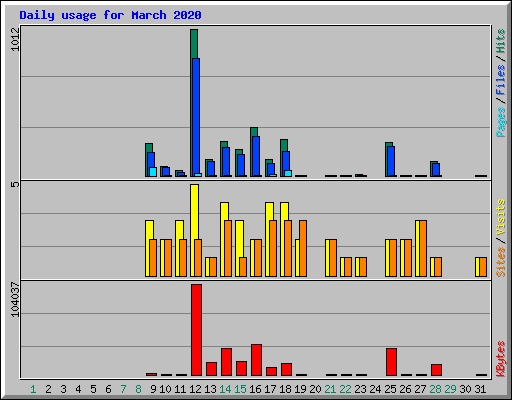 Daily usage for March 2020
1012
Pages/Files/Hits
5
Sites/Visits
104037
KBytes
1 2 3 4 5 6 7 8 9 10 11 12 13 14 15 16 17 18 19 20 21 22 23 24 25 26 27 28 29 30 31